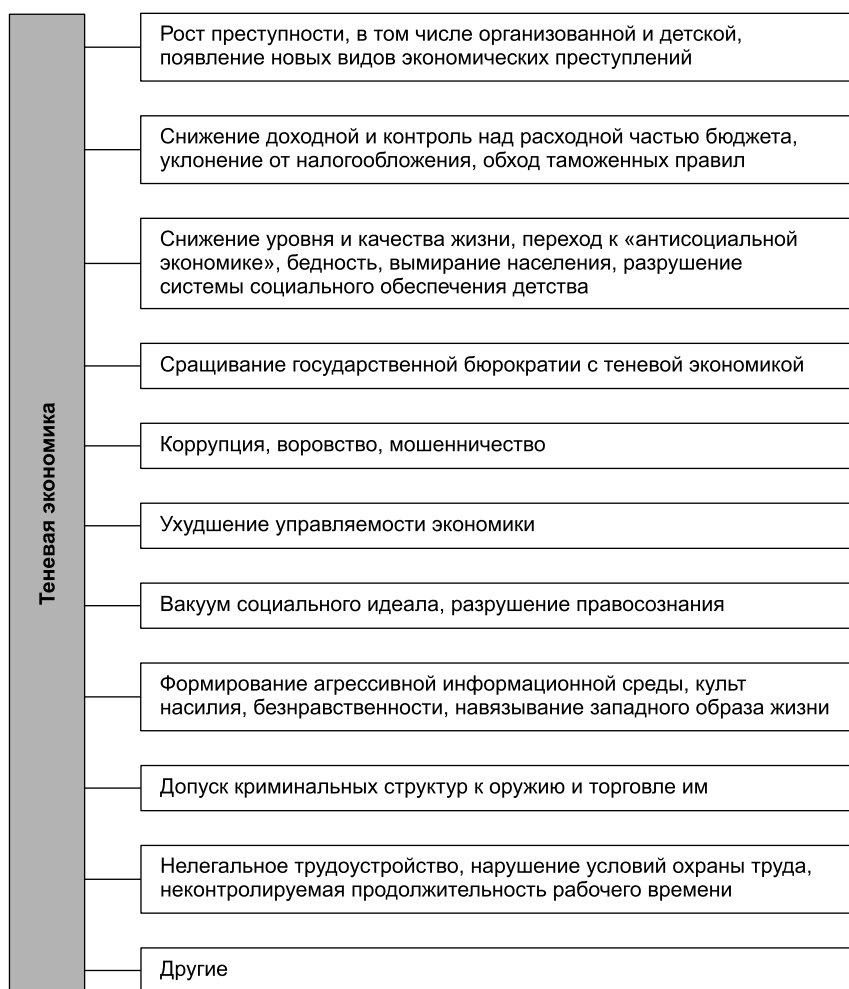 Теневая экономика
Рост преступности, в том числе организованной и детской,
появление новых видов экономических преступлений
Снижение доходной и контроль над расходной частью бюджета,
уклонение от налогообложения, обход таможенных правил
Снижение уровня и качества жизни, переход к «антисоциальной
экономике», бедность, вымирание населения, разрушение
системы социального обеспечения детства
Сращивание государственной бюрократии с теневой экономикой
Коррупция, воровство, мошенничество
Ухудшение управляемости экономики
Вакуум социального идеала, разрушение правосознания
Формирование агрессивной информационной среды, культ
насилия, безнравственности, навязывание западного образа жизни
Допуск криминальных структур к оружию и торговле им
Нелегальное трудоустройство, нарушение условий охраны труда,
неконтролируемая продолжительность рабочего времени
Другие